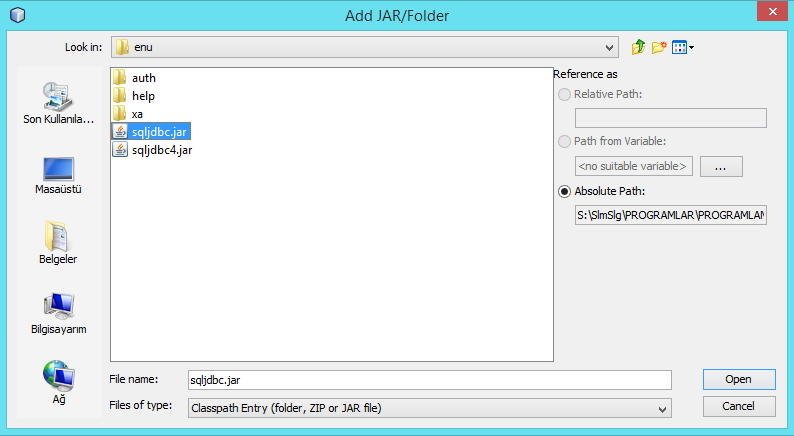 Add JAR/Folder
Look in:
enu
Son Kullanıla...
Masaüstü
Belgeler
Bilgisayarım
Ağ
auth
help
xa
sqljdbc.jar
sqljdbc4.jar
Reference as
Relative Path:
Path from Variable:
<no suitable variable>
...
Absolute Path:
S:\SlmSlg\PROGRAMLAR\PROGRAMLAM
File name:
sqljdbc.jar
Open
Files of type:
Classpath Entry (folder, ZIP or JAR file)
Cancel